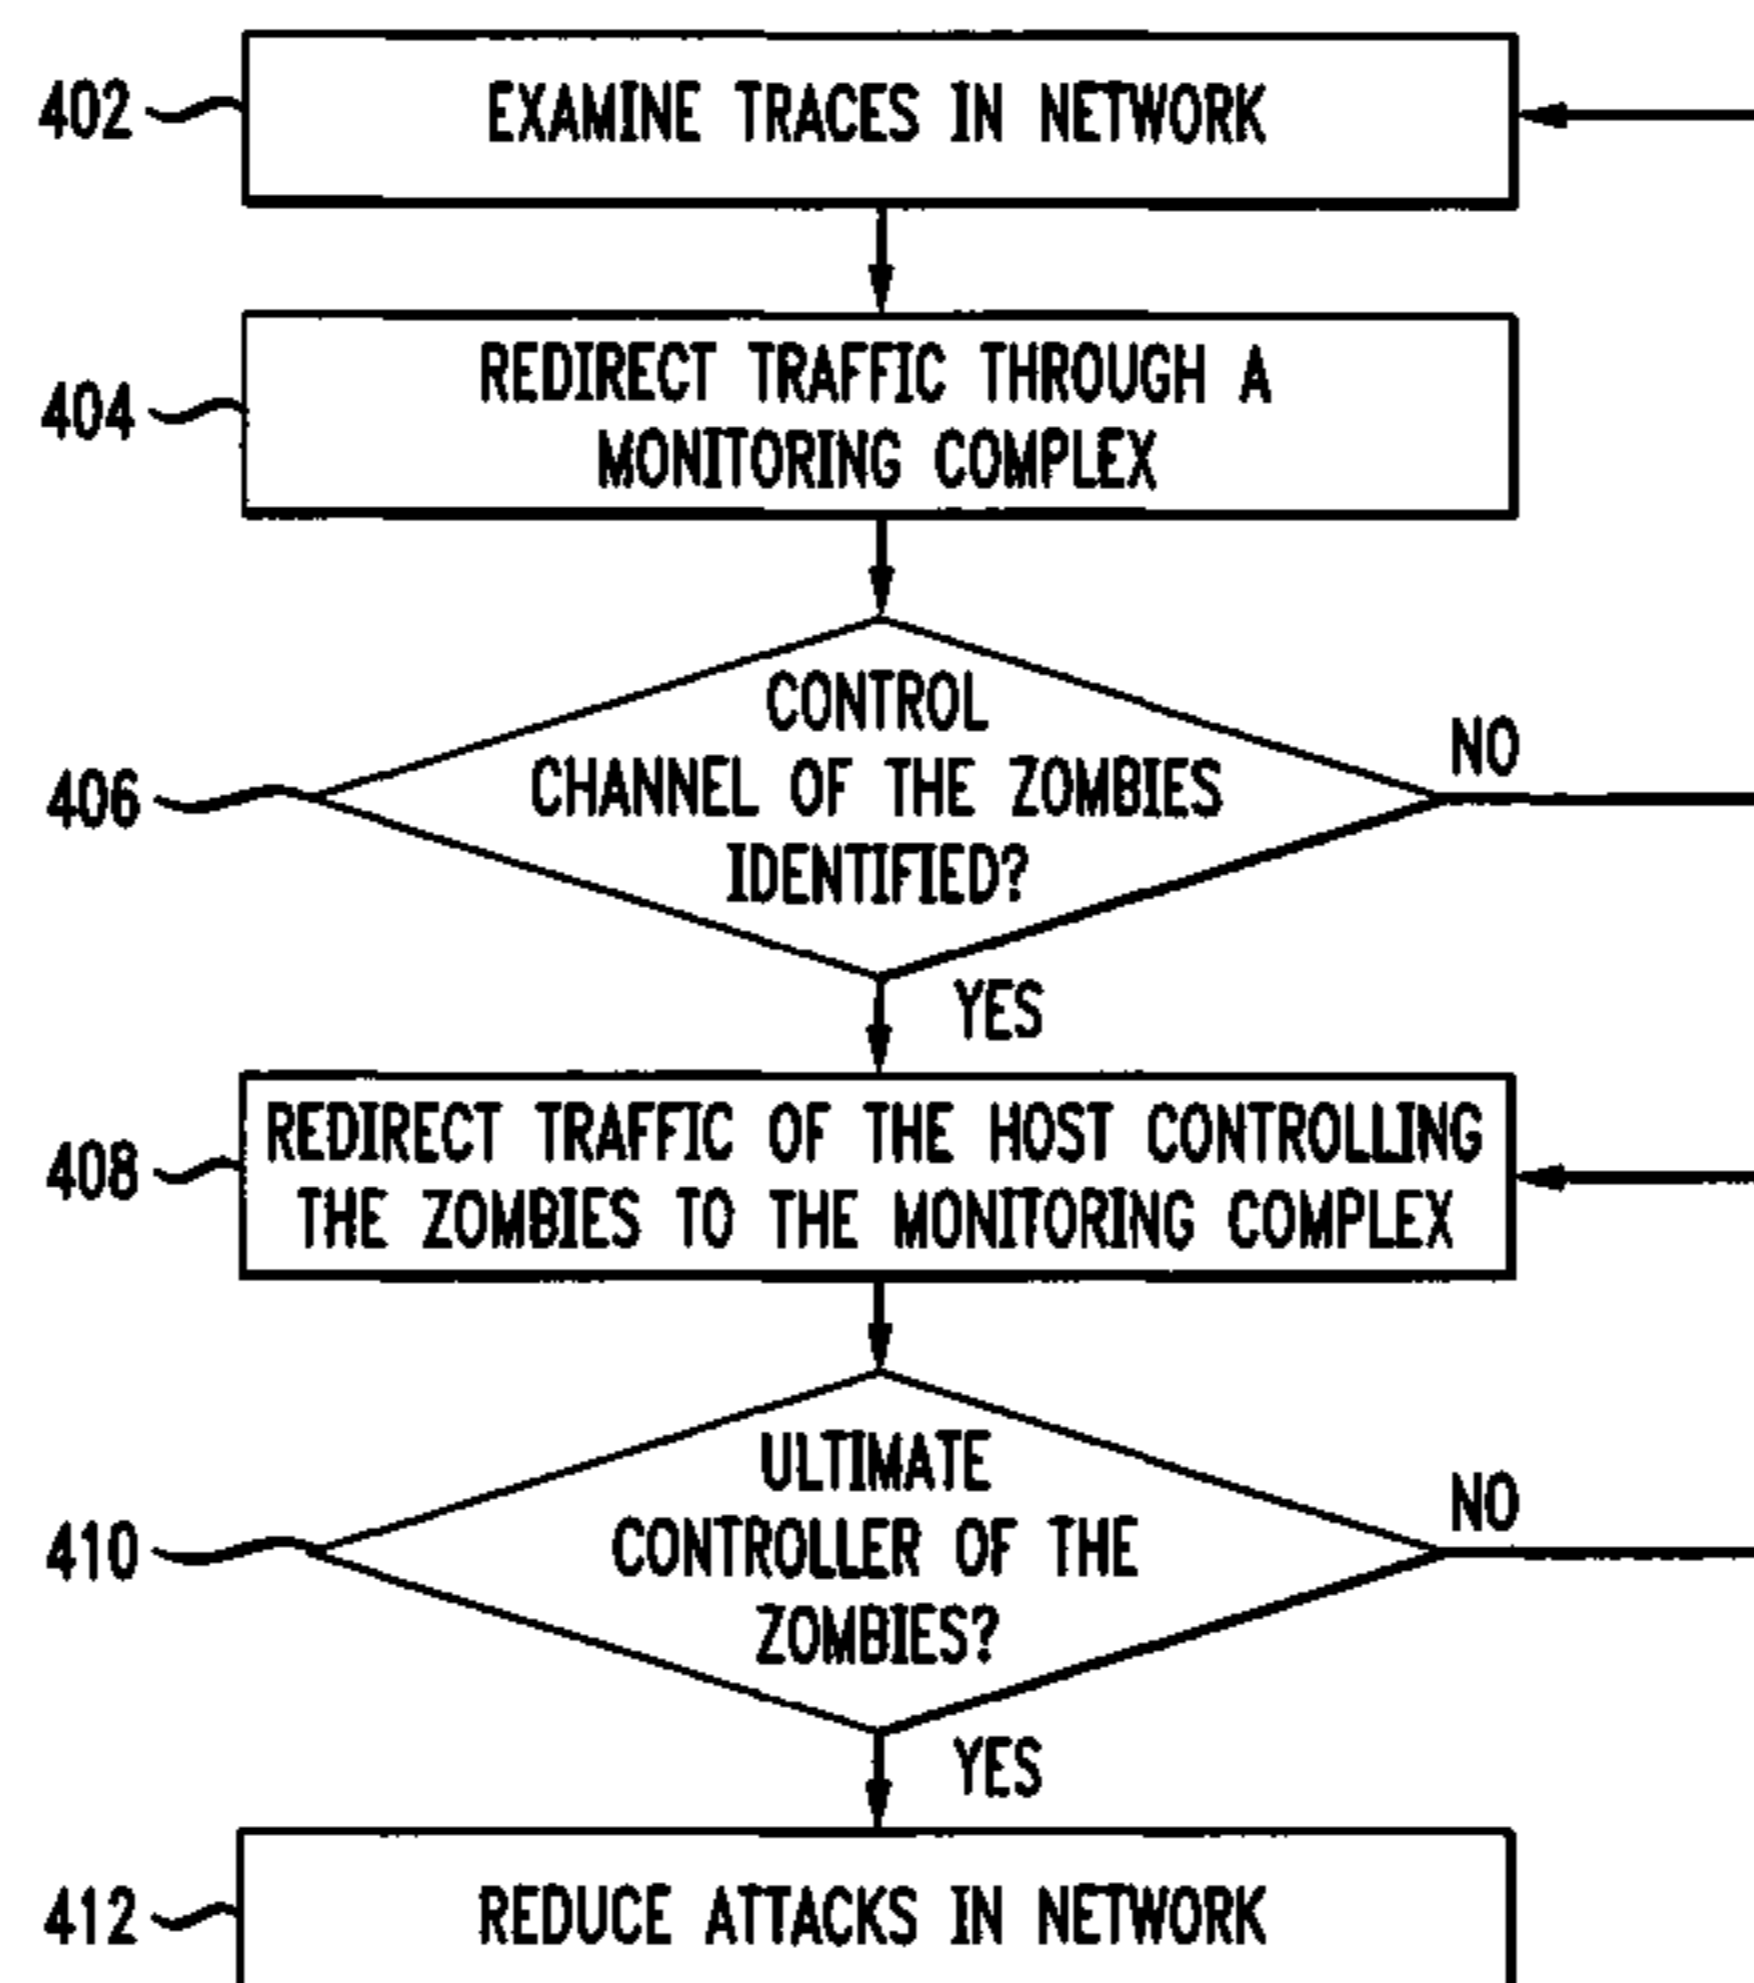 402
EXAMINE TRACES IN NETWORK
404
REDIRECT TRAFFIC THROUGH A
MONITORING COMPLEX
406
CONTROL
CHANNEL OF THE ZOMBIES
IDENTIFIED?
NO
YES
408
REDIRECT TRAFFIC OF THE HOST CONTROLLING
THE ZOMBIES TO THE MONITORING COMPLEX
410
ULTIMATE
CONTROLLER OF THE
ZOMBIES?
NO
YES
412
REDUCE ATTACKS IN NETWORK